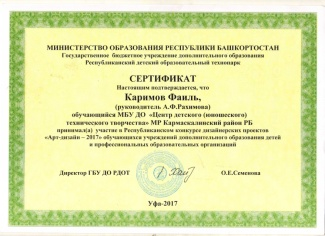 МИНИСТЕРСТВО ОБРАЗОВАНИЯ РЕСПУБЛИКИ БАШКОРТОСТАН
Государственное бюджетное учреждение дополнительного образования
Республиканский детский образовательный технопарк
СЕРТИФИКАТ
Настоящим подтверждается, что
Каримов Фаиль,
(руководитель А.Ф.Рахимова)
обучающийся МБУ ДО «Центр детского (юношеского)
технического творчества» МР Кармаскалинский район РБ
принимал(а) участие в Республиканском конкурсе дизайнерских проектов
«Арт-дизайн – 2017» обучающихся учреждений дополнительного образования детей
и профессиональных образовательных организаций
Директор ГБУ ДО РДОТ О.Е.Семенова
Уфа-2017